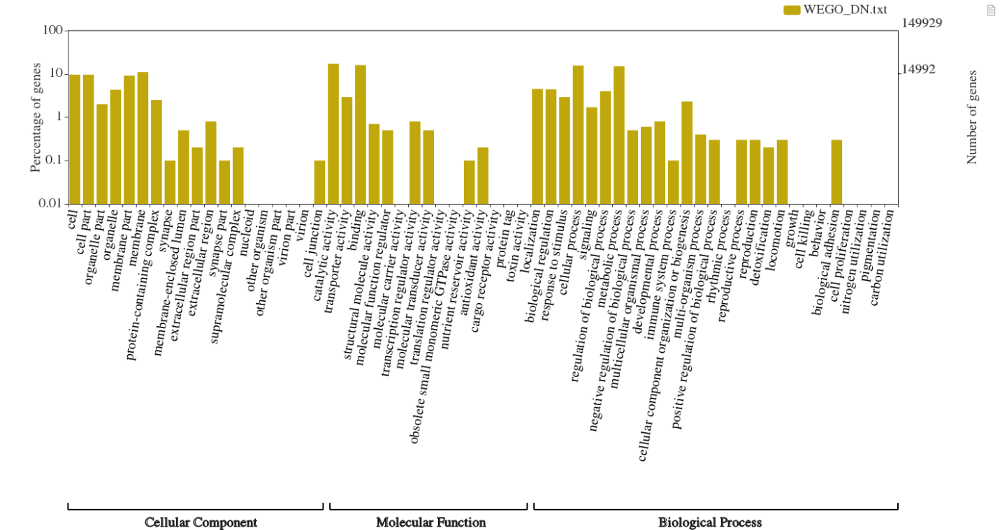 WEGO_DN.txt
100
10
1
0.1
0.01
Percentage of genes
149929
14992
Number of genes
cell
cell part
organelle part
organelle
membrane part
membrane
protein-containing complex
synapse
membrane-enclosed lumen
extracellular region part
extracellular region
synapse part
supramolecular complex
nucleoid
other organism
other organism part
virion part
virion
cell junction
catalytic activity
transporter activity
binding
structural molecule activity
molecular function regulator
molecular carrier activity
transcription regulator activity
molecular transducer activity
translation regulator activity
obsolete small monomeric GTPase activity
nutrient reservoir activity
antioxidant activity
cargo receptor activity
protein tag
toxin activity
localization
biological regulation
response to stimulus
cellular process
signaling
regulation of biological process
metabolic process
negative regulation of biological process
multicellular organismal process
developmental process
immune system process
cellular component organization or biogenesis
multi-organism process
positive regulation of biological process
rhythmic process
reproductive process
reproduction
detoxification
locomotion
growth
cell killing
behavior
biological adhesion
cell proliferation
nitrogen utilization
pigmentation
carbon utilization
Cellular Component
Molecular Function
Biological Process